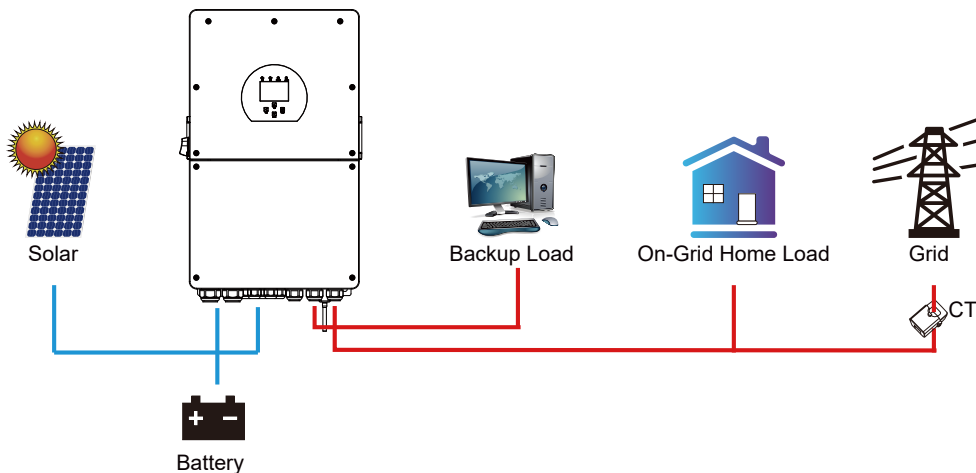 Solar
Backup Load
On-Grid Home Load
Grid
CT
Battery